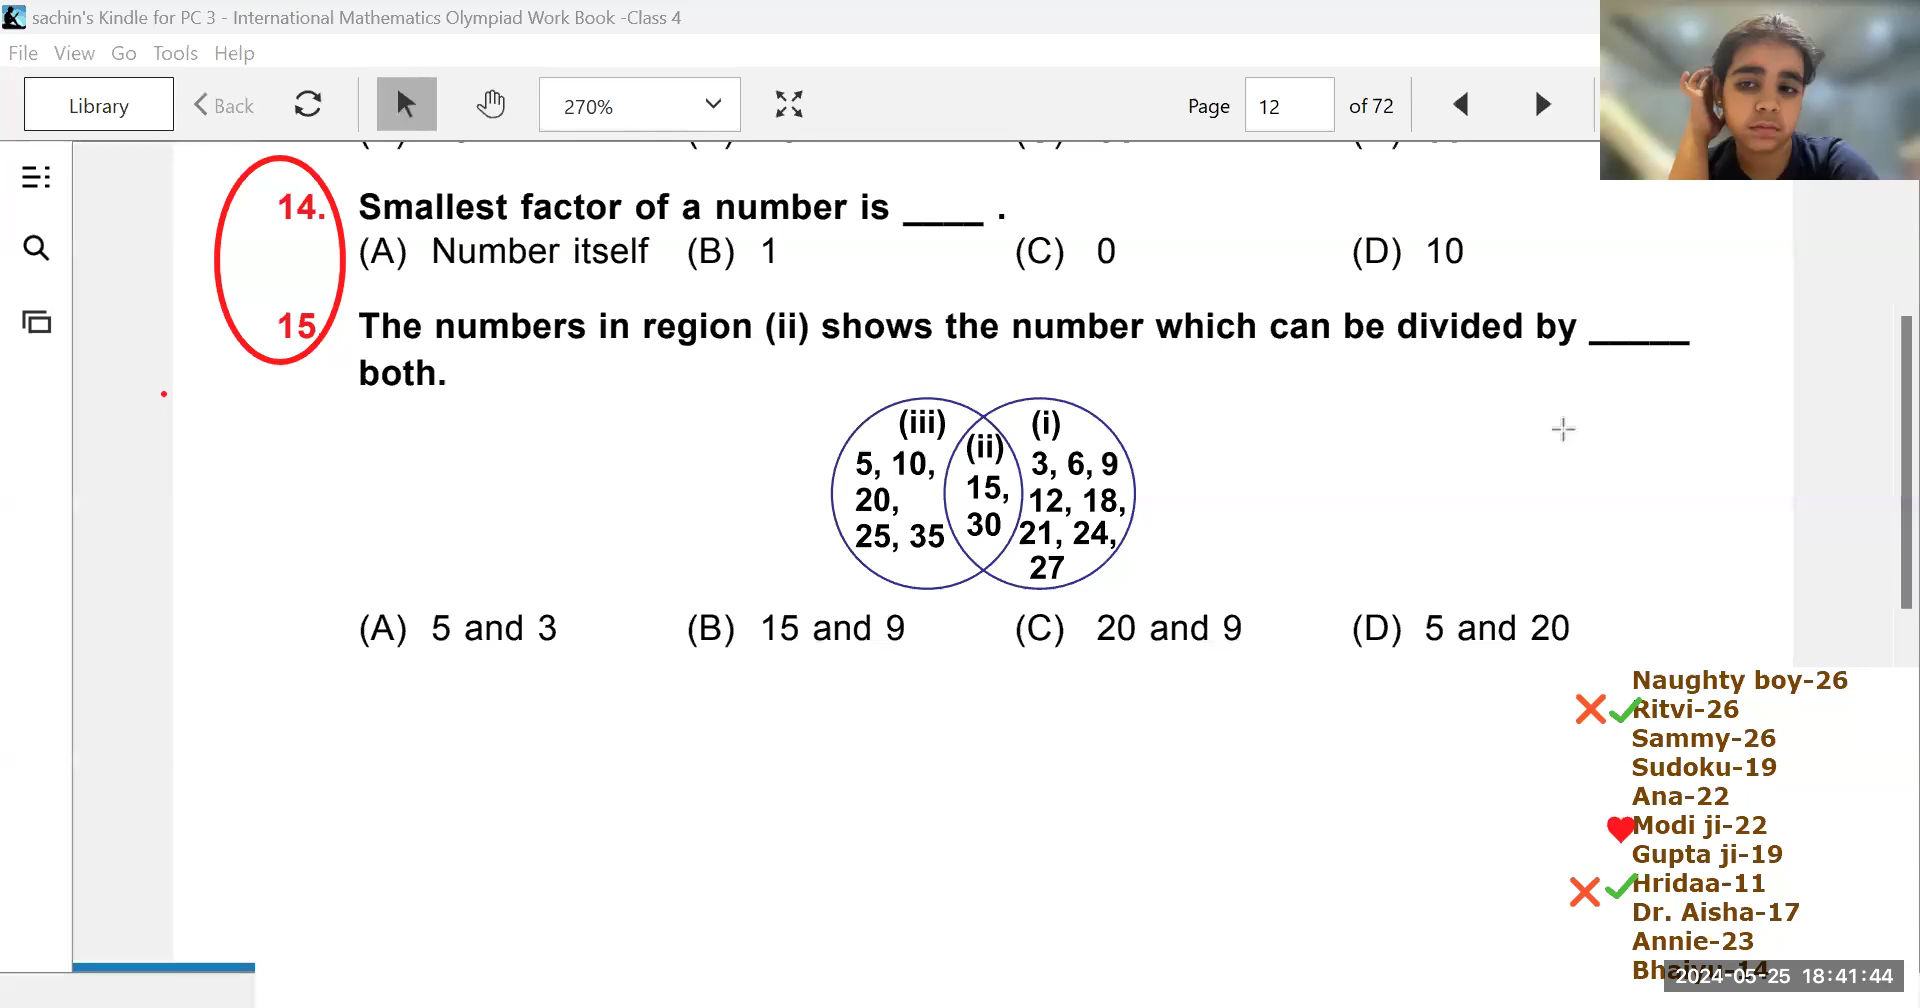 sachin's Kindle for PC 3 - International Mathematics Olympiad Work Book -Class 4
File View Go Tools Help
Library Back 270% Page 12 of 72
14. Smallest factor of a number is ____ .
(A) Number itself (B) 1 (C) 0 (D) 10
15. The numbers in region (ii) shows the number which can be divided by _____
both.
(iii) (ii) (i)
5, 10, 15, 3, 6, 9
20, 30 12, 18,
25, 35 21, 24,
27
(A) 5 and 3 (B) 15 and 9 (C) 20 and 9 (D) 5 and 20
Naughty boy-26
Ritvi-26
Sammy-26
Sudoku-19
Ana-22
Modi ji-22
Gupta ji-19
Hridaa-11
Dr. Aisha-17
Annie-23
2024-05-25 18:41:44